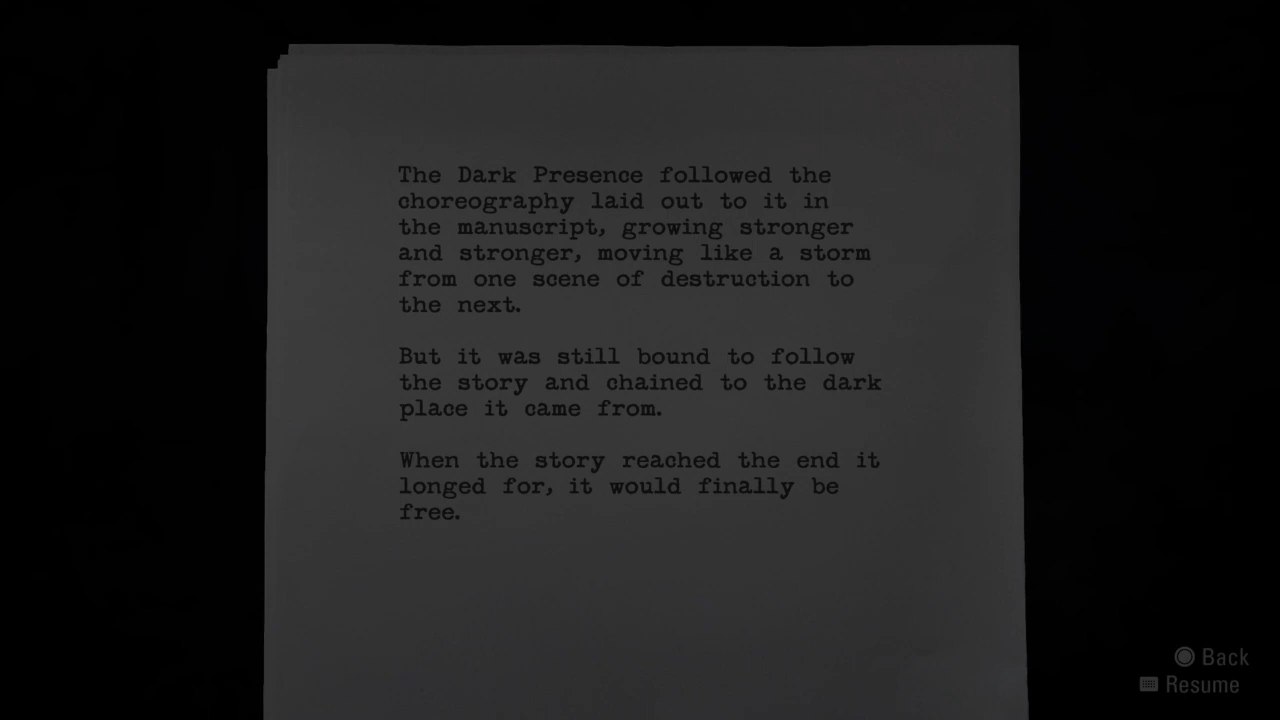 The Dark Presence followed the
choreography laid out to it in
the manuscript, growing stronger
and stronger, moving like a storm
from one scene of destruction to
the next.
But it was still bound to follow
the story and chained to the dark
place it came from.
When the story reached the end it
longed for, it would finally be
free.
Back
Resume